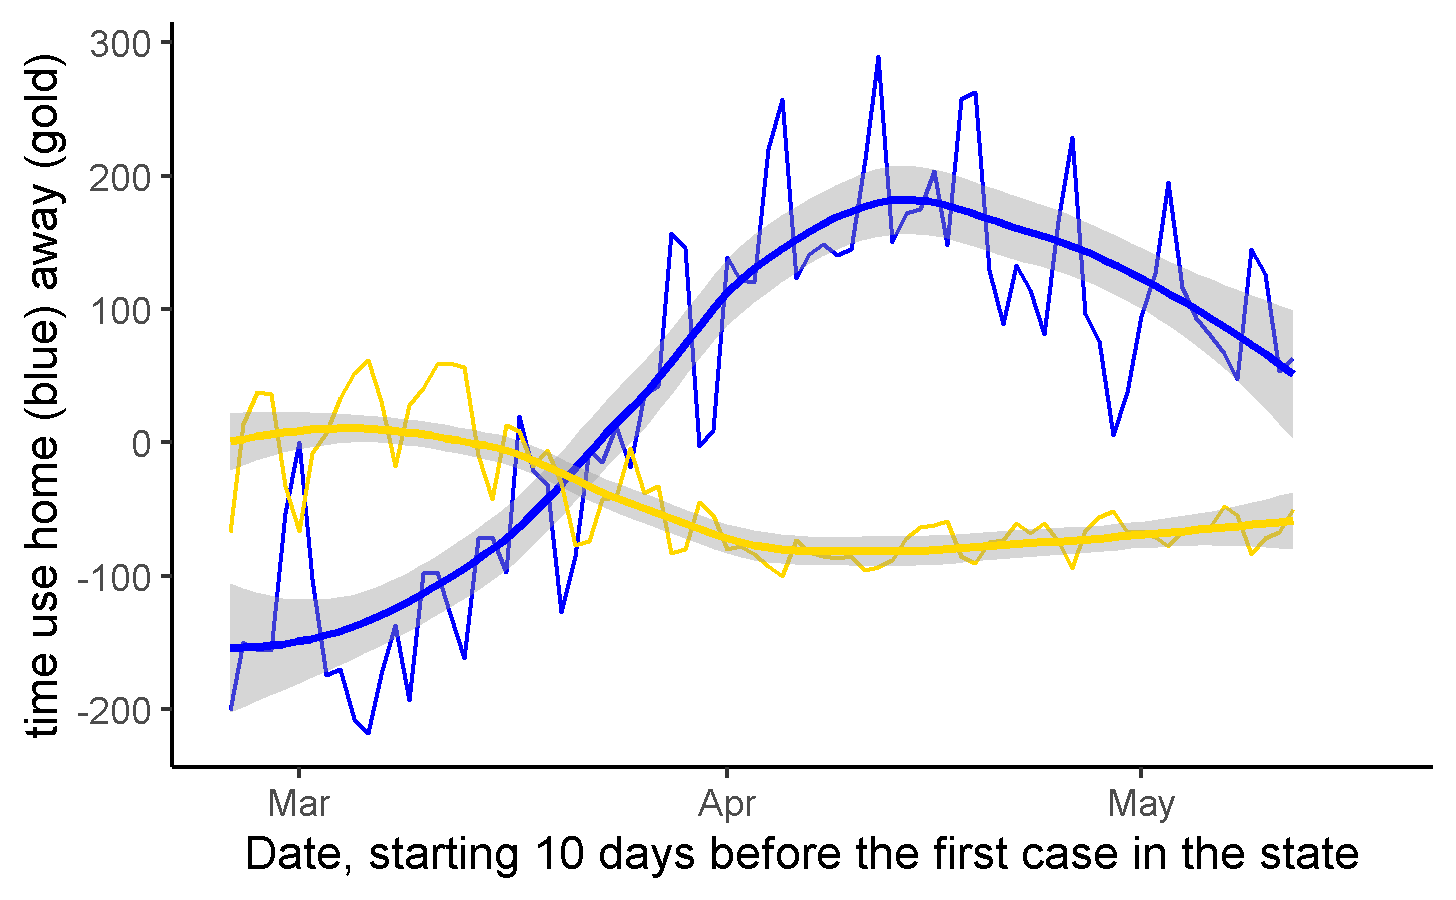 time use home (blue) away (gold)
300
200
100
0
-100
-200
Mar
Apr
May
Date, starting 10 days before the first case in the state